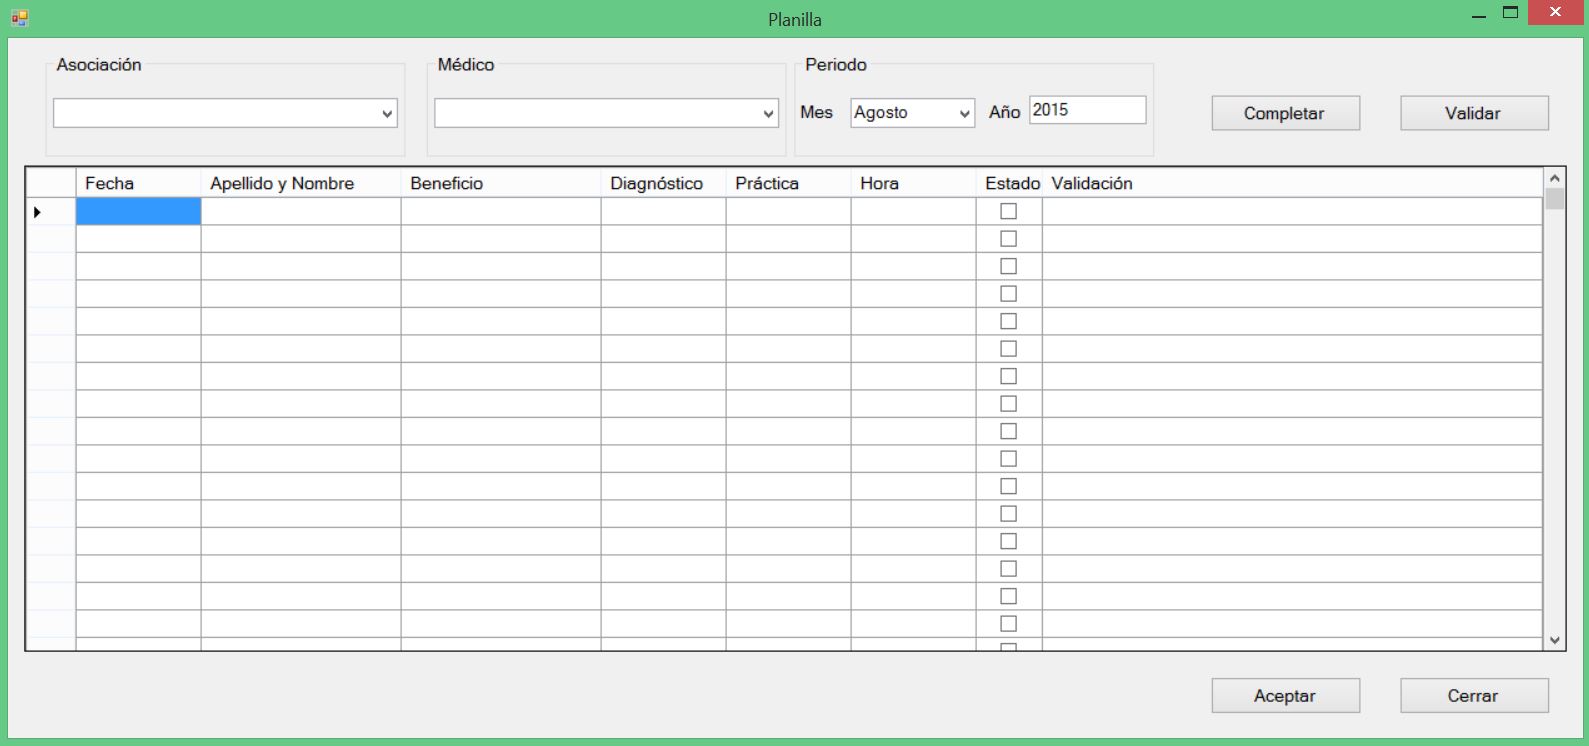 Planilla
Asociación
Médico
Periodo
Mes Agosto Año 2015
Completar
Validar
Fecha Apellido y Nombre Beneficio Diagnóstico Práctica Hora Estado Validación
Aceptar
Cerrar